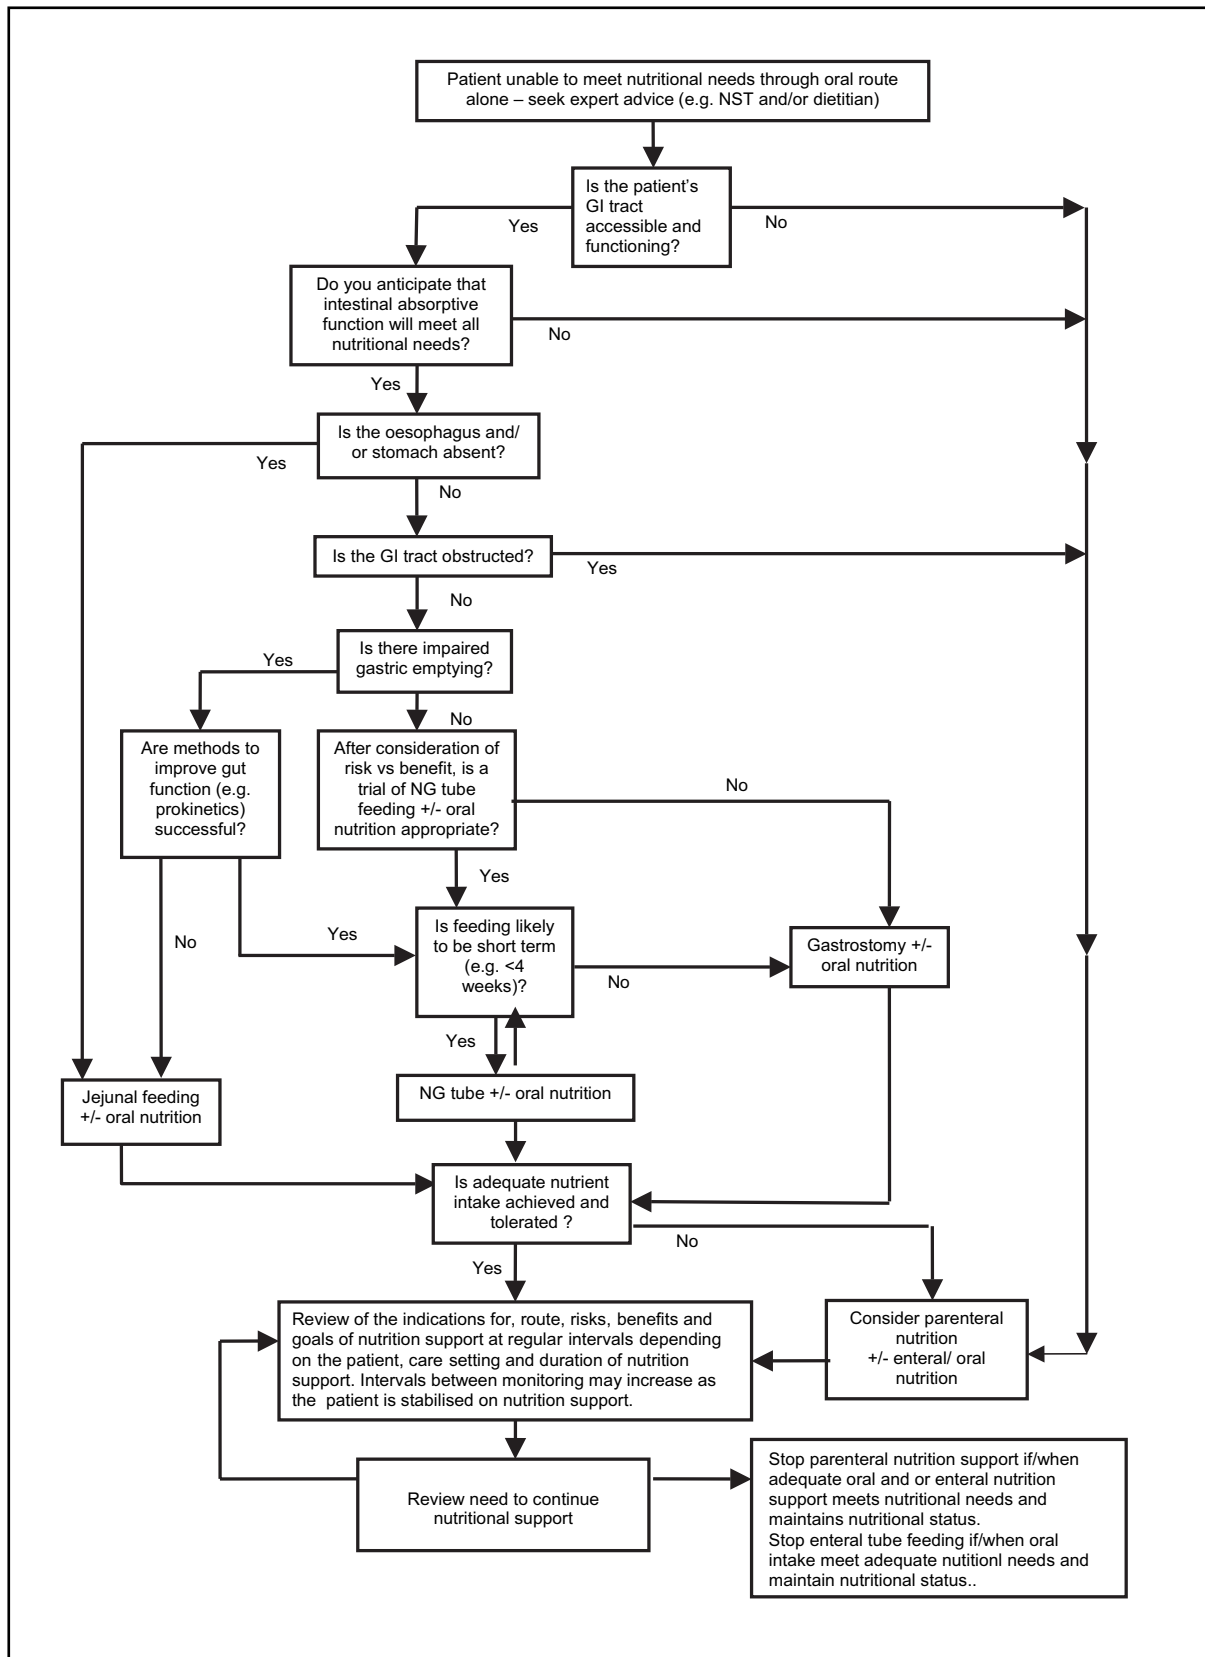 Patient unable to meet nutritional needs through oral route
alone – seek expert advice (e.g. NST and/or dietitian)
Is the patient's
GI tract
accessible and
functioning?
Yes
No
Do you anticipate that
intestinal absorptive
function will meet all
nutritional needs?
No
Yes
Is the oesophagus and/
or stomach absent?
Yes
No
Is the GI tract obstructed?
Yes
No
Is there impaired
gastric emptying?
Yes
No
Are methods to
improve gut
function (e.g.
prokinetics)
successful?
After consideration of
risk vs benefit, is a
trial of NG tube
feeding +/- oral
nutrition appropriate?
No
Yes
No
Yes
Is feeding likely
to be short term
(e.g. <4
weeks)?
Gastrostomy +/-
oral nutrition
No
Yes
Jejunal feeding
+/- oral nutrition
NG tube +/- oral nutrition
Is adequate nutrient
intake achieved and
tolerated ?
No
Yes
Review of the indications for, route, risks, benefits and
goals of nutrition support at regular intervals depending
on the patient, care setting and duration of nutrition
support. Intervals between monitoring may increase as
the patient is stabilised on nutrition support.
Consider parenteral
nutrition
+/- enteral/ oral
nutrition
Review need to continue
nutritional support
Stop parenteral nutrition support if/when
adequate oral and or enteral nutrition
support meets nutritional needs and
maintains nutritional status.
Stop enteral tube feeding if/when oral
intake meet adequate nutitionl needs and
maintain nutritional status..